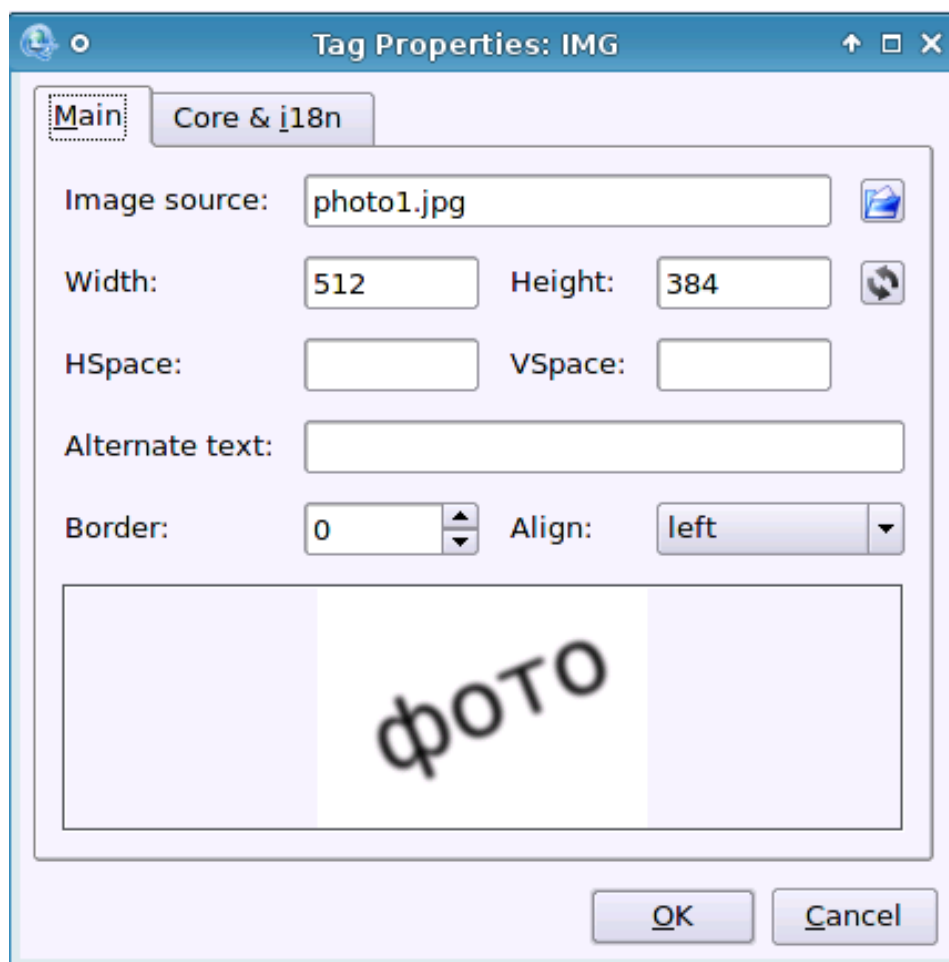 Tag Properties: IMG
Main
Core & i18n
Image source: photo1.jpg
Width: 512 Height: 384
HSpace: VSpace:
Alternate text:
Border: 0 Align: left
фото
OK Cancel